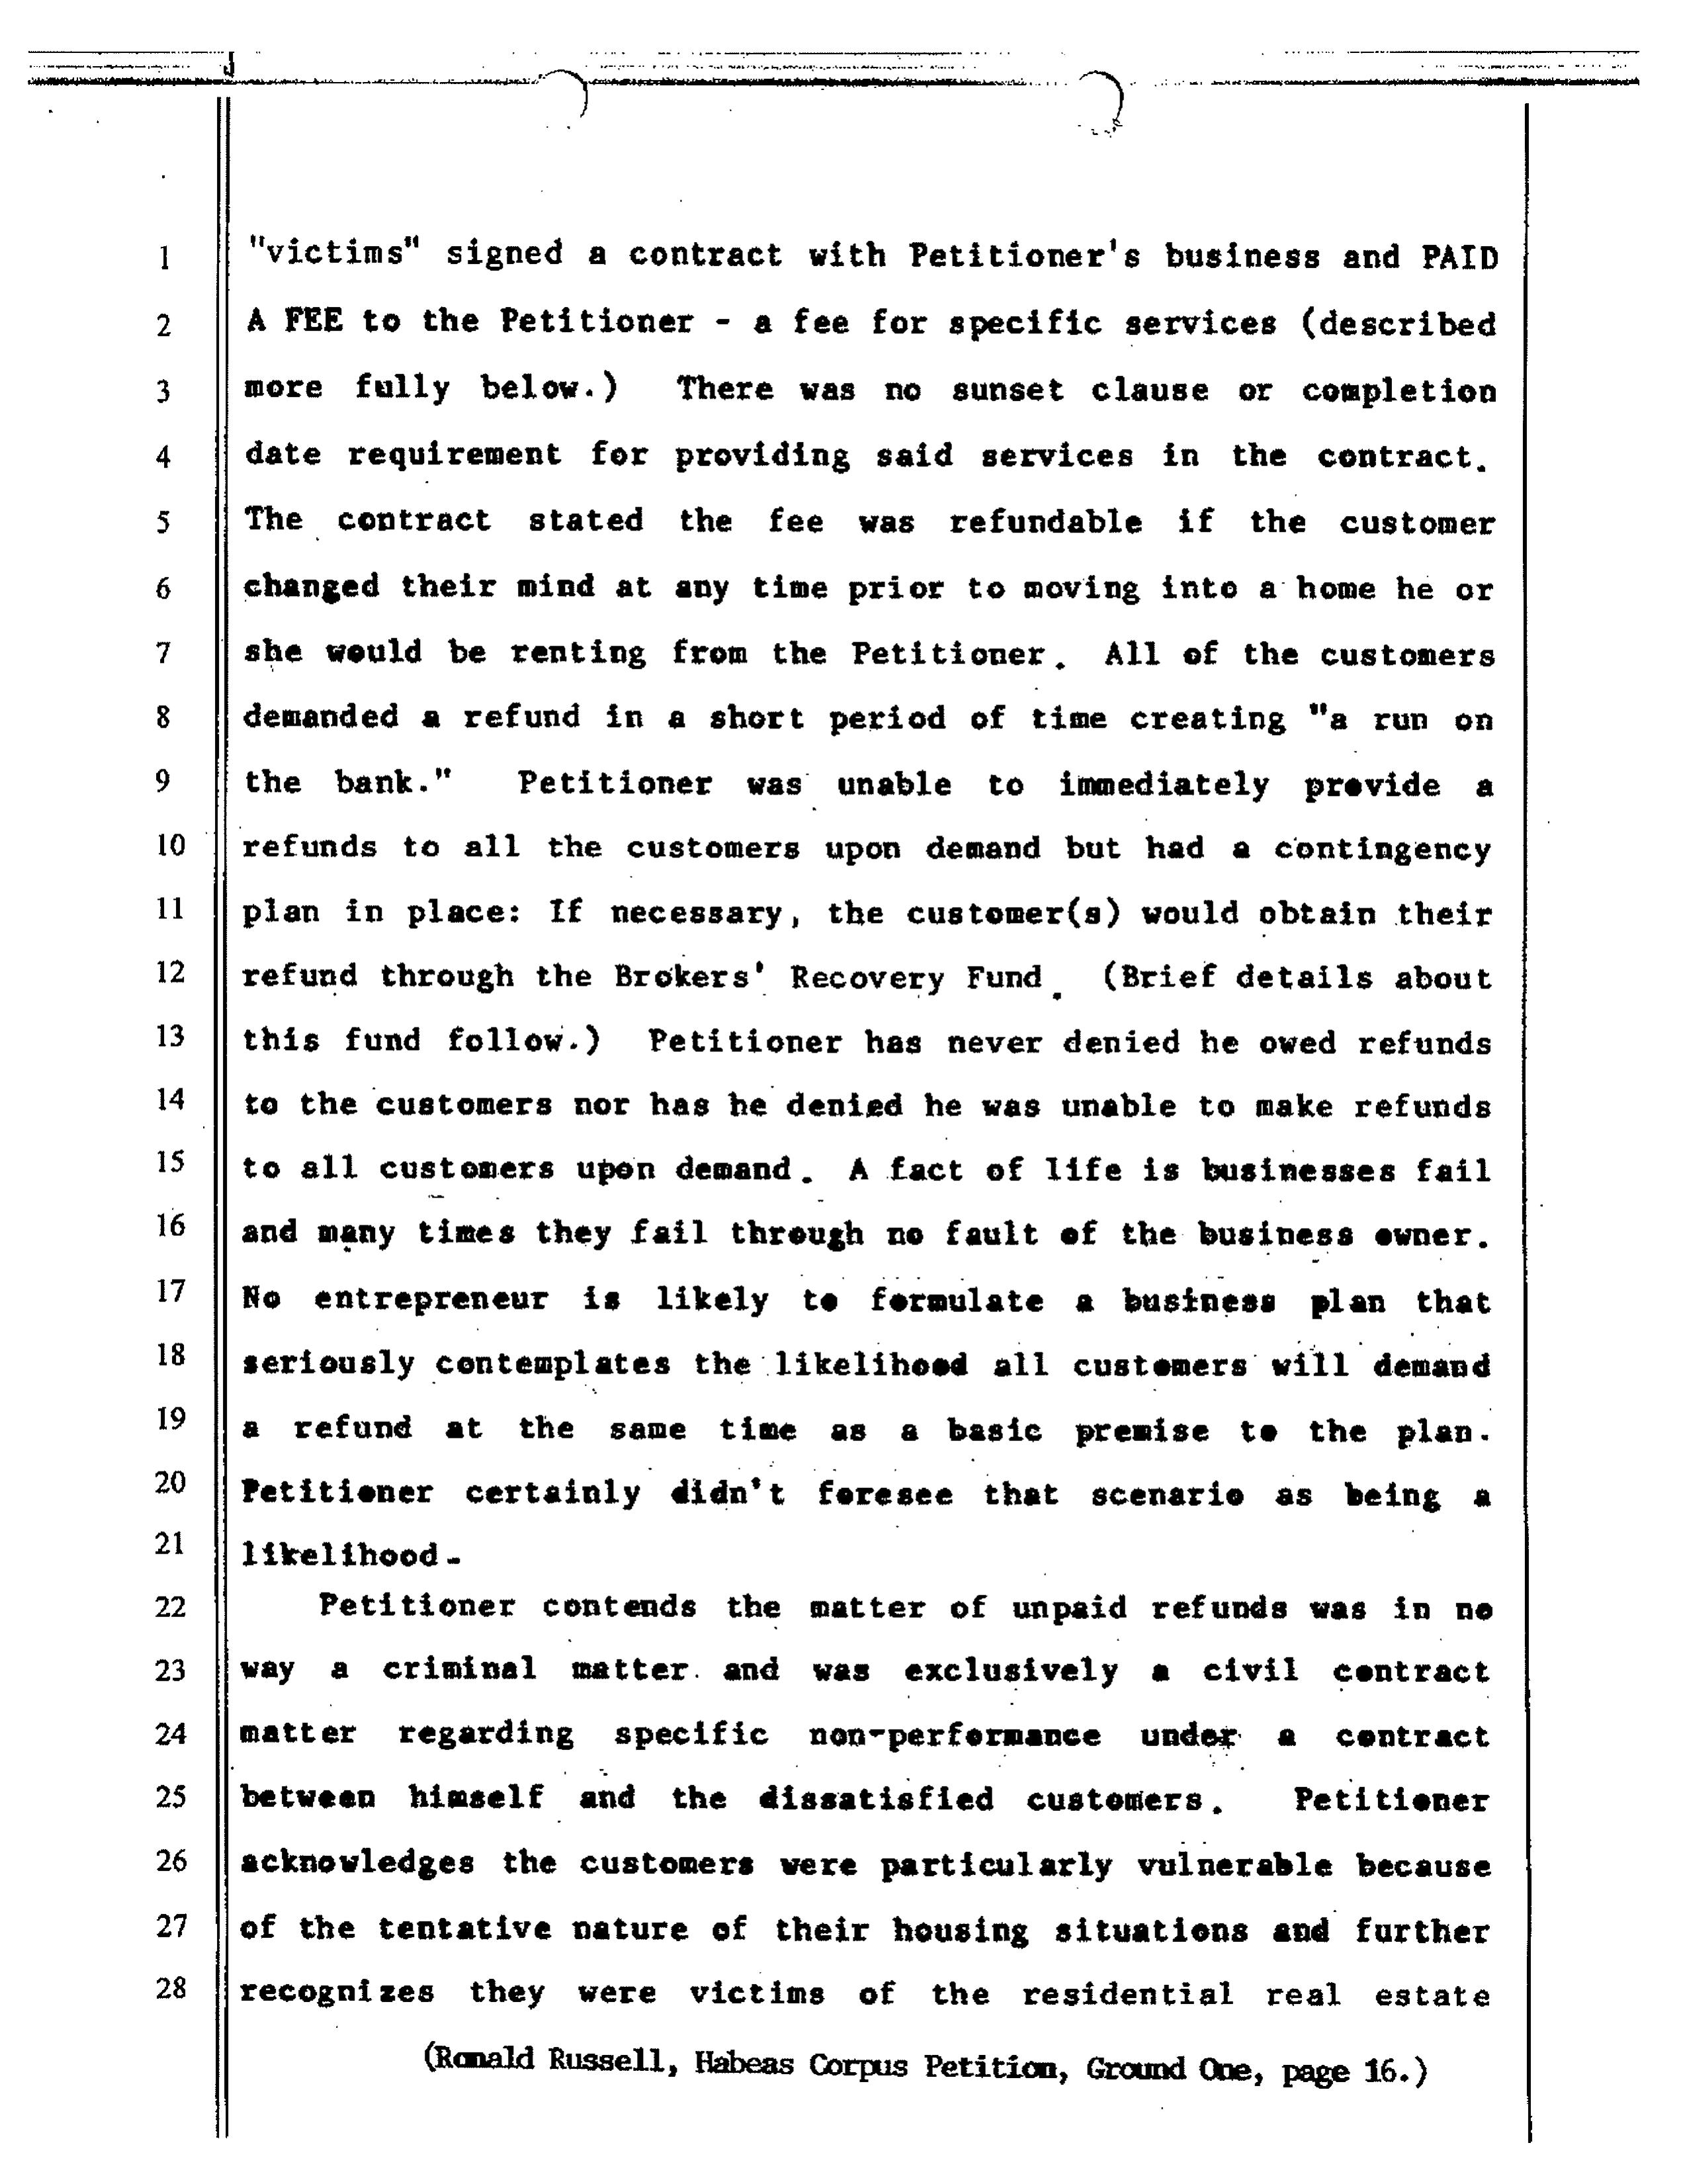 1 "victims" signed a contract with Petitioner's business and PAID
2 A FEE to the Petitioner - a fee for specific services (described
3 more fully below.) There was no sunset clause or completion
4 date requirement for providing said services in the contract.
5 The contract stated the fee was refundable if the customer
6 changed their mind at any time prior to moving into a home he or
7 she would be renting from the Petitioner. All of the customers
8 demanded a refund in a short period of time creating "a run on
9 the bank." Petitioner was unable to immediately provide a
10 refunds to all the customers upon demand but had a contingency
11 plan in place: If necessary, the customer(s) would obtain their
12 refund through the Brokers' Recovery Fund. (Brief details about
13 this fund follow.) Petitioner has never denied he owed refunds
14 to the customers nor has he denied he was unable to make refunds
15 to all customers upon demand. A fact of life is businesses fail
16 and many times they fail through no fault of the business owner.
17 No entrepreneur is likely to formulate a business plan that
18 seriously contemplates the likelihood all customers will demand
19 a refund at the same time as a basic premise to the plan.
20 Petitioner certainly didn't foresee that scenario as being a
21 likelihood.
22 Petitioner contends the matter of unpaid refunds was in no
23 way a criminal matter and was exclusively a civil contract
24 matter regarding specific non-performance under a contract
25 between himself and the dissatisfied customers. Petitioner
26 acknowledges the customers were particularly vulnerable because
27 of the tentative nature of their housing situations and further
28 recognizes they were victims of the residential real estate
(Ronald Russell, Habeas Corpus Petition, Ground One, page 16.)